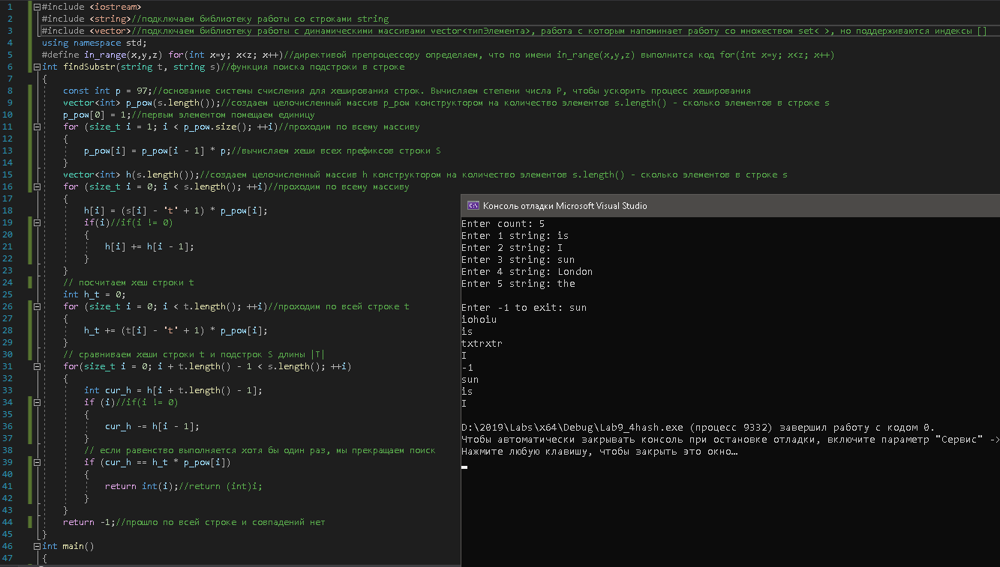 1 #include <iostream>
2 #include <string>//подключаем библиотеку работы со строками string
3 #include <vector>//подключаем библиотеку работы с динамическими массивами vector<типЭлемента>, работа с которым напоминает работу со множеством set< >, но поддерживаются индексы []
4 using namespace std;
5 #define in_range(x,y,z) for(int x=y; x<z; x++)//директивой препроцессору определяем, что по имени in_range(x,y,z) выполнится код for(int x=y; x<z; x++)
6 int findSubstr(string t, string s)//функция поиска подстроки в строке
7 {
8 const int p = 97;//основание системы счисления для хеширования строк. Вычисляем степени числа P, чтобы ускорить процесс хеширования
9 vector<int> p_pow(s.length());//создаем целочисленный массив p_pow конструктором на количество элементов s.length() - сколько элементов в строке s
10 p_pow[0] = 1;//первым элементом помещаем единицу
11 for (size_t i = 1; i < p_pow.size(); ++i)//проходим по всему массиву
12 {
13 p_pow[i] = p_pow[i - 1] * p;//вычисляем хеши всех префиксов строки S
14 }
15 vector<int> h(s.length());//создаем целочисленный массив h конструктором на количество элементов s.length() - сколько элементов в строке s
16 for (size_t i = 0; i < s.length(); ++i)//проходим по всему массиву
17 {
18 h[i] = (s[i] - 't' + 1) * p_pow[i];
19 if(i)//if(i != 0)
20 {
21 h[i] += h[i - 1];
22 }
23 }
24 // посчитаем хеш строки t
25 int h_t = 0;
26 for (size_t i = 0; i < t.length(); ++i)//проходим по всей строке t
27 {
28 h_t += (t[i] - 't' + 1) * p_pow[i];
29 }
30 // сравниваем хеши строки t и подстрок S длины |T|
31 for(size_t i = 0; i + t.length() - 1 < s.length(); ++i)
32 {
33 int cur_h = h[i + t.length() - 1];
34 if (i)//if(i != 0)
35 {
36 cur_h -= h[i - 1];
37 }
38 // если равенство выполняется хотя бы один раз, мы прекращаем поиск
39 if (cur_h == h_t * p_pow[i])
40 {
41 return int(i);//return (int)i;
42 }
43 }
44 return -1;//прошло по всей строке и совпадений нет
45 }
46 int main()
47 {
Консоль отладки Microsoft Visual Studio
Enter count: 5
Enter 1 string: is
Enter 2 string: I
Enter 3 string: sun
Enter 4 string: London
Enter 5 string: the
Enter -1 to exit: sun
iohoiu
is
txtrxtr
I
-1
sun
is
I
D:\2019\Labs\x64\Debug\Lab9_4hash.exe (процесс 9332) завершил работу с кодом 0.
Чтобы автоматически закрывать консоль при остановке отладки, включите параметр "Сервис" ->
Нажмите любую клавишу, чтобы закрыть это окно…